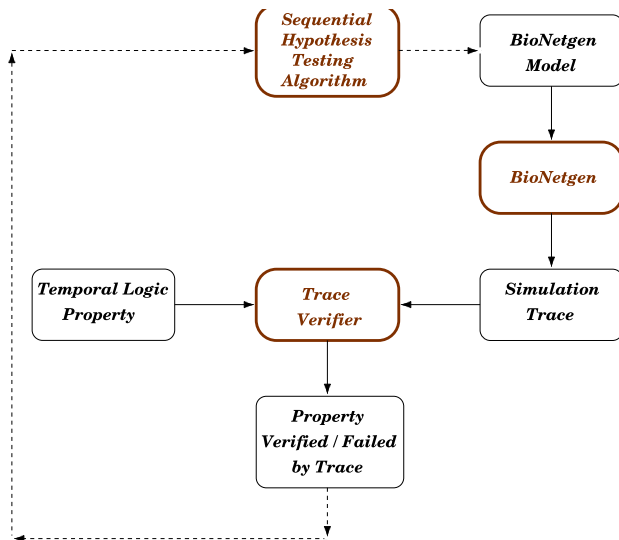 Sequential
Hypothesis
Testing
Algorithm
BioNetgen
Model
BioNetgen
Temporal Logic
Property
Trace
Verifier
Simulation
Trace
Property
Verified / Failed
by Trace